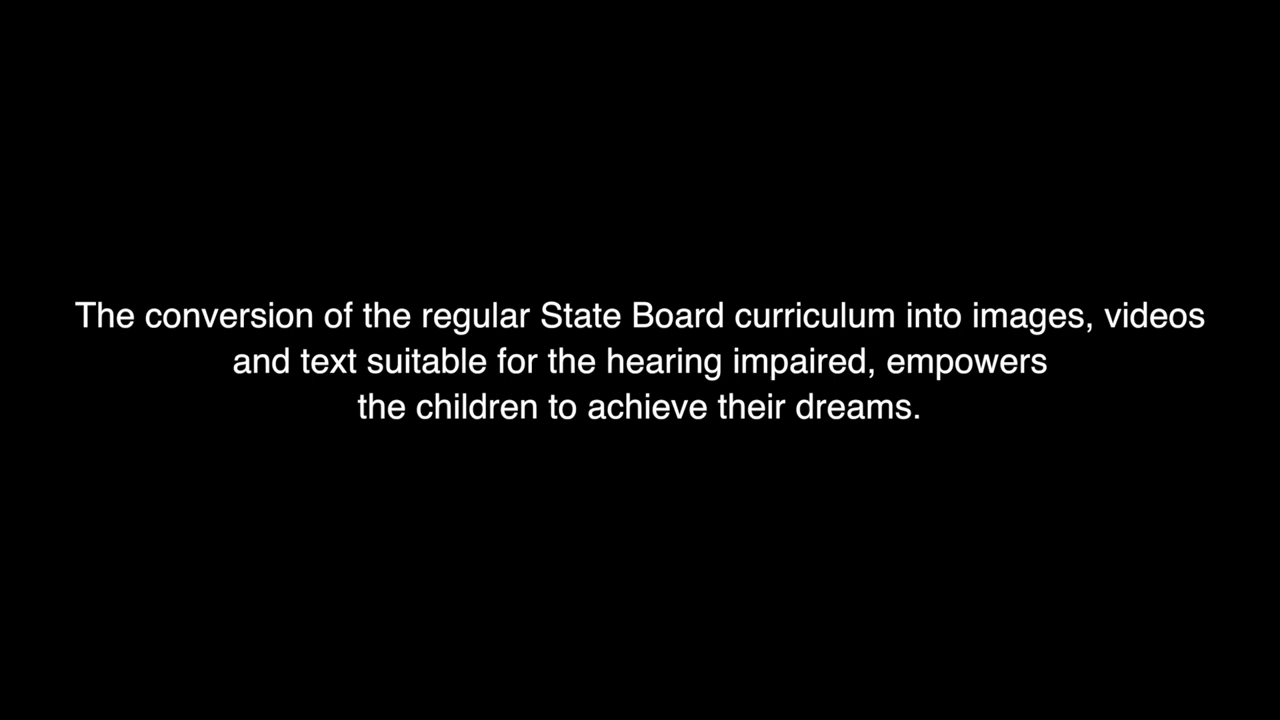 The conversion of the regular State Board curriculum into images, videos
and text suitable for the hearing impaired, empowers
the children to achieve their dreams.